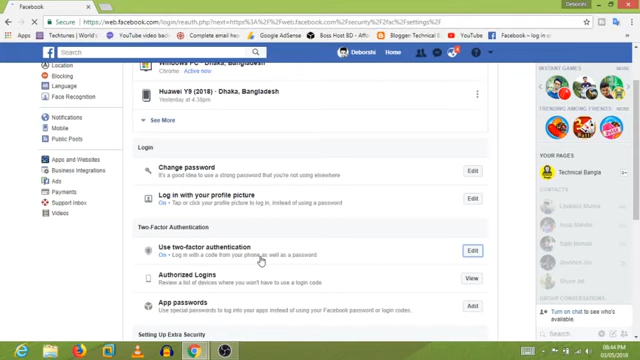 Facebook
Deborshi
Secure
https://web.facebook.com/login/reauth.php?next=https%3A%2F%2Fweb.facebook.com%2Fsecurity%2F2fac%2Fsettings%2F
Apps
Techtunes | World's
YouTube video back
Complete email hea
Google AdSense
Boss Host BD - Affor
Blogger: Technical B
YouTube
Facebook – log in or
Search
Deborshi
Home
Location
Blocking
Language
Face Recognition
Notifications
Mobile
Public Posts
Apps and Websites
Business Integrations
Ads
Payments
Support Inbox
Videos
Windows PC · Dhaka, Bangladesh
Chrome · Active now
Huawei Y9 (2018) · Dhaka, Bangladesh
Yesterday at 4:38pm
See More
Login
Change password
It's a good idea to use a strong password that you're not using elsewhere
Edit
Log in with your profile picture
On · Tap or click your profile picture to log in, instead of using a password
Edit
Two-Factor Authentication
Use two-factor authentication
On · Log in with a code from your phone as well as a password
Edit
Authorized Logins
Review a list of devices where you won't have to use a login code
View
App passwords
Use special passwords to log into your apps instead of using your Facebook password or login codes.
Add
Setting Up Extra Security
INSTANT GAMES
TRENDING AMONG FRIENDS
YOUR PAGES
Technical Bangla
CONTACTS
GROUP CONVERSATIONS
Turn on chat to see who's available.
Search
08:44 PM
03/05/2018